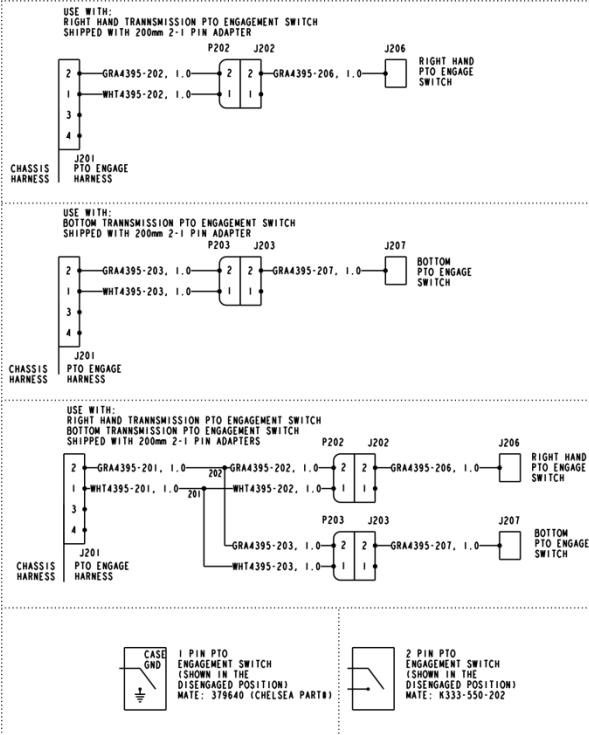 USE WITH:
RIGHT HAND TRANNSMISSION PTO ENGAGEMENT SWITCH
SHIPPED WITH 200mm 2-1 PIN ADAPTER
P202 J202 J206
2 GRA4395-202, 1.0 2 2 GRA4395-206, 1.0
1 WHT4395-202, 1.0 1 1
3
4
RIGHT HAND
PTO ENGAGE
SWITCH
J201
CHASSIS PTO ENGAGE
HARNESS HARNESS
USE WITH:
BOTTOM TRANNSMISSION PTO ENGAGEMENT SWITCH
SHIPPED WITH 200mm 2-1 PIN ADAPTER
P203 J203 J207
2 GRA4395-203, 1.0 2 2 GRA4395-207, 1.0
1 WHT4395-203, 1.0 1 1
3
4
BOTTOM
PTO ENGAGE
SWITCH
J201
CHASSIS PTO ENGAGE
HARNESS HARNESS
USE WITH:
RIGHT HAND TRANNSMISSION PTO ENGAGEMENT SWITCH
BOTTOM TRANNSMISSION PTO ENGAGEMENT SWITCH
SHIPPED WITH 200mm 2-1 PIN ADAPTERS
P202 J202 J206
2 GRA4395-201, 1.0 202 GRA4395-202, 1.0 2 2 GRA4395-206, 1.0
1 WHT4395-201, 1.0 201 WHT4395-202, 1.0 1 1
3
4
RIGHT HAND
PTO ENGAGE
SWITCH
P203 J203 J207
GRA4395-203, 1.0 2 2 GRA4395-207, 1.0
WHT4395-203, 1.0 1 1
BOTTOM
PTO ENGAGE
SWITCH
J201
CHASSIS PTO ENGAGE
HARNESS HARNESS
CASE
GND
1 PIN PTO
ENGAGEMENT SWITCH
(SHOWN IN THE
DISENGAGED POSITION)
MATE: 379640 (CHELSEA PART#)
2 PIN PTO
ENGAGEMENT SWITCH
(SHOWN IN THE
DISENGAGED POSITION)
MATE: K333-550-202